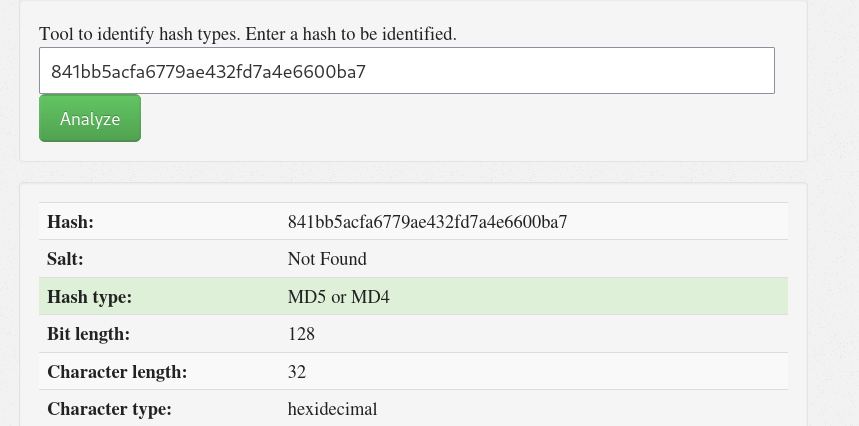 Tool to identify hash types. Enter a hash to be identified.
841bb5acfa6779ae432fd7a4e6600ba7
Analyze
Hash: 841bb5acfa6779ae432fd7a4e6600ba7
Salt: Not Found
Hash type: MD5 or MD4
Bit length: 128
Character length: 32
Character type: hexidecimal